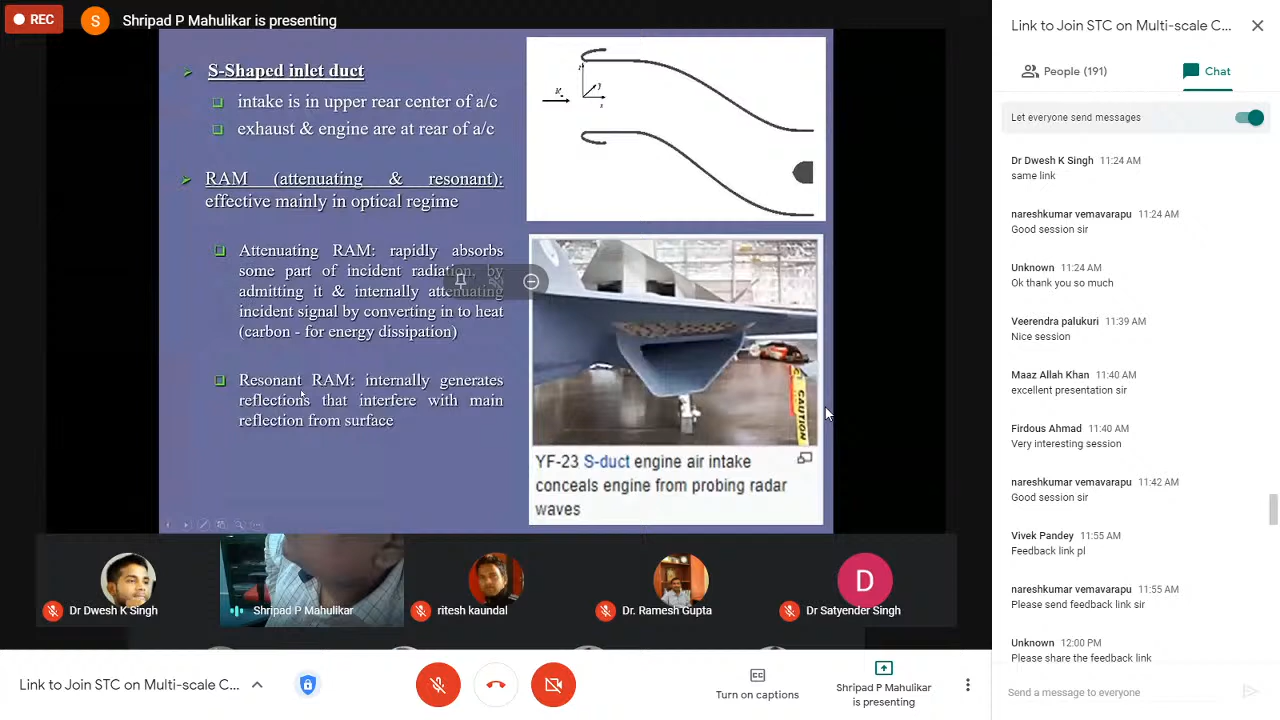 REC
S
Shripad P Mahulikar is presenting
S-Shaped inlet duct
intake is in upper rear center of a/c
exhaust & engine are at rear of a/c
RAM (attenuating & resonant):
effective mainly in optical regime
Attenuating RAM: rapidly absorbs
some part of incident radiation, by
admitting it & internally attenuating
incident signal by converting in to heat
(carbon - for energy dissipation)
Resonant RAM: internally generates
reflections that interfere with main
reflection from surface
CAUTION
YF-23 S-duct engine air intake
conceals engine from probing radar
waves
Dr Dwesh K Singh
Shripad P Mahulikar
ritesh kaundal
Dr. Ramesh Gupta
D
Dr Satyender Singh
Link to Join STC on Multi-scale C...
Turn on captions
Shripad P Mahulikar
is presenting
Link to Join STC on Multi-scale C...
People (191)
Chat
Let everyone send messages
Dr Dwesh K Singh 11:24 AM
same link
nareshkumar vemavarapu 11:24 AM
Good session sir
Unknown 11:24 AM
Ok thank you so much
Veerendra palukuri 11:39 AM
Nice session
Maaz Allah Khan 11:40 AM
excellent presentation sir
Firdous Ahmad 11:40 AM
Very interesting session
nareshkumar vemavarapu 11:42 AM
Good session sir
Vivek Pandey 11:55 AM
Feedback link pl
nareshkumar vemavarapu 11:55 AM
Please send feedback link sir
Unknown 12:00 PM
Please share the feedback link
Send a message to everyone